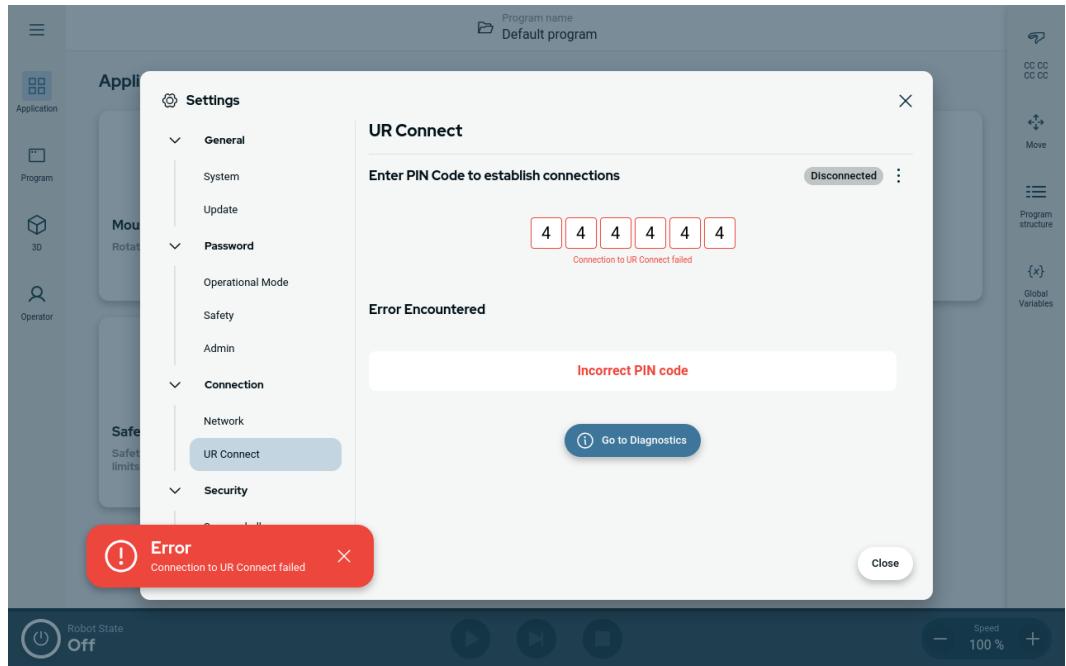 Program name
Default program
Application
Program
3D
Operator
Appli
Mou
Rotat
Safe
Safet
limits
CC CC
CC CC
Move
Program
structure
{x}
Global
Variables
Settings
General
System
Update
Password
Operational Mode
Safety
Admin
Connection
Network
UR Connect
Security
UR Connect
Enter PIN Code to establish connections
Disconnected
4 4 4 4 4 4
Connection to UR Connect failed
Error Encountered
Incorrect PIN code
Go to Diagnostics
Close
Error
Connection to UR Connect failed
Robot State
Off
Speed
100 %